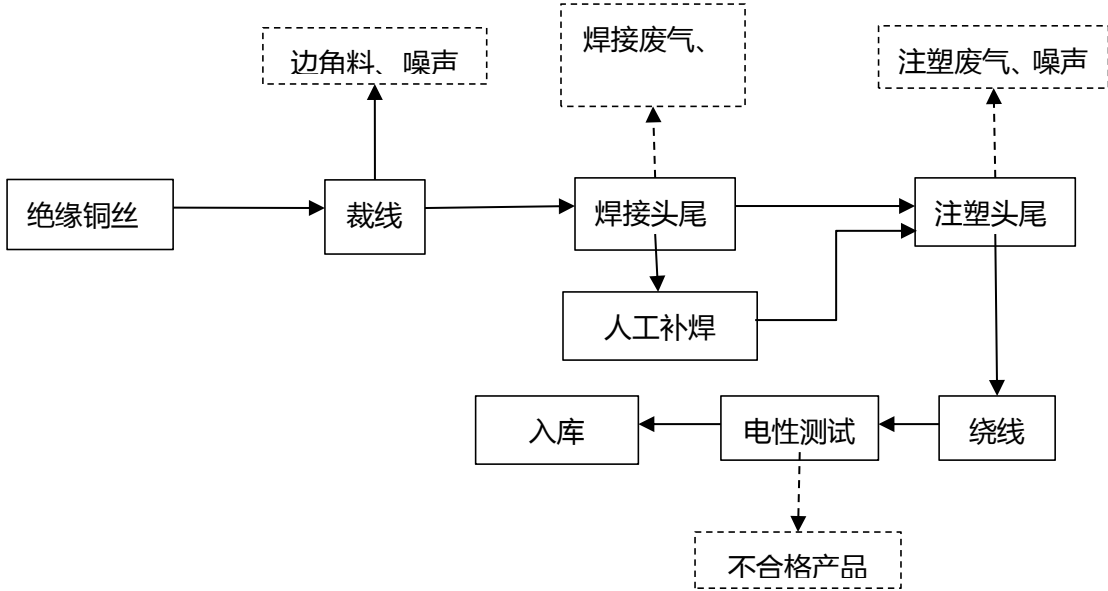 边角料、噪声
焊接废气、
注塑废气、噪声
绝缘铜丝
裁线
焊接头尾
注塑头尾
人工补焊
入库
电性测试
绕线
不合格产品